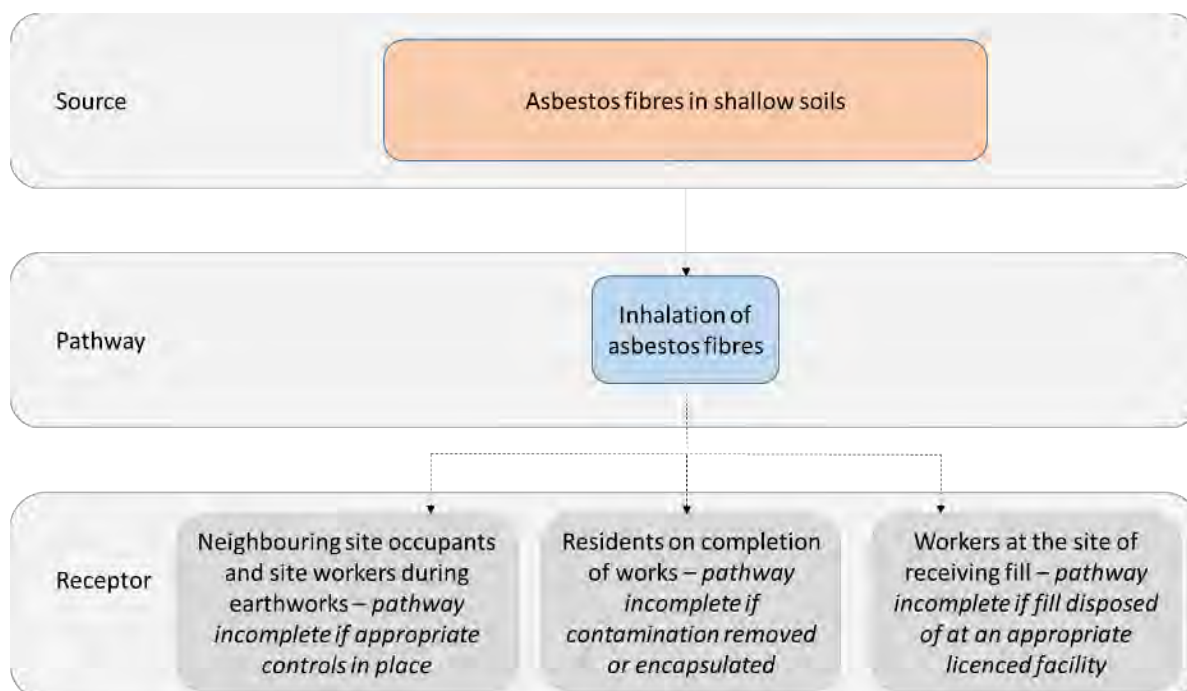 Source
Asbestos fibres in shallow soils
Pathway
Inhalation of
asbestos fibres
Receptor
Neighbouring site occupants
and site workers during
earthworks – pathway
incomplete if appropriate
controls in place
Residents on completion
of works – pathway
incomplete if
contamination removed
or encapsulated
Workers at the site of
receiving fill – pathway
incomplete if fill disposed
of at an appropriate
licenced facility